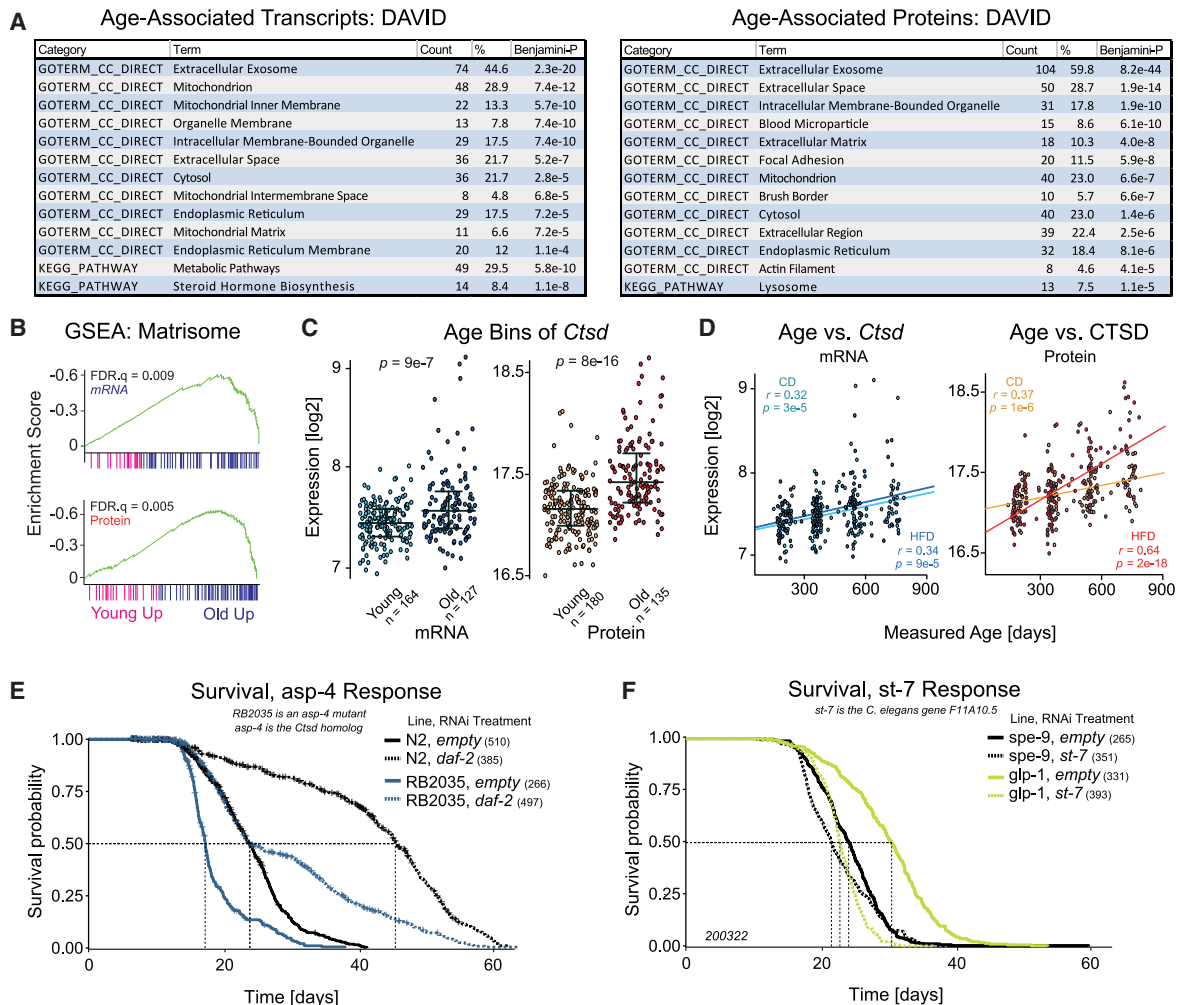 A
Age-Associated Transcripts: DAVID
Category Term Count % Benjamini-P
GOTERM_CC_DIRECT Extracellular Exosome 74 44.6 2.3e-20
GOTERM_CC_DIRECT Mitochondrion 48 28.9 7.4e-12
GOTERM_CC_DIRECT Mitochondrial Inner Membrane 22 13.3 5.7e-10
GOTERM_CC_DIRECT Organelle Membrane 13 7.8 7.4e-10
GOTERM_CC_DIRECT Intracellular Membrane-Bounded Organelle 29 17.5 7.4e-10
GOTERM_CC_DIRECT Extracellular Space 36 21.7 5.2e-7
GOTERM_CC_DIRECT Cytosol 36 21.7 2.8e-5
GOTERM_CC_DIRECT Mitochondrial Intermembrane Space 8 4.8 6.8e-5
GOTERM_CC_DIRECT Endoplasmic Reticulum 29 17.5 7.2e-5
GOTERM_CC_DIRECT Mitochondrial Matrix 11 6.6 7.2e-5
GOTERM_CC_DIRECT Endoplasmic Reticulum Membrane 20 12 1.1e-4
KEGG_PATHWAY Metabolic Pathways 49 29.5 5.8e-10
KEGG_PATHWAY Steroid Hormone Biosynthesis 14 8.4 1.1e-8
Age-Associated Proteins: DAVID
Category Term Count % Benjamini-P
GOTERM_CC_DIRECT Extracellular Exosome 104 59.8 8.2e-44
GOTERM_CC_DIRECT Extracellular Space 50 28.7 1.9e-14
GOTERM_CC_DIRECT Intracellular Membrane-Bounded Organelle 31 17.8 1.9e-10
GOTERM_CC_DIRECT Blood Microparticle 15 8.6 6.1e-10
GOTERM_CC_DIRECT Extracellular Matrix 18 10.3 4.0e-8
GOTERM_CC_DIRECT Focal Adhesion 20 11.5 5.9e-8
GOTERM_CC_DIRECT Mitochondrion 40 23.0 6.6e-7
GOTERM_CC_DIRECT Brush Border 10 5.7 6.6e-7
GOTERM_CC_DIRECT Cytosol 40 23.0 1.4e-6
GOTERM_CC_DIRECT Extracellular Region 39 22.4 2.5e-6
GOTERM_CC_DIRECT Endoplasmic Reticulum 32 18.4 8.1e-6
GOTERM_CC_DIRECT Actin Filament 8 4.6 4.1e-5
KEGG_PATHWAY Lysosome 13 7.5 1.1e-5
B
GSEA: Matrisome
Enrichment Score
-0.6
-0.3
0
FDR.q = 0.009
mRNA
-0.6
-0.3
0
FDR.q = 0.005
Protein
Young Up
Old Up
C
Age Bins of Ctsd
Expression [log2]
9
8
7
p = 9e-7
Young
n = 164
Old
n = 127
mRNA
18.5
17.5
16.5
p = 8e-16
Young
n = 180
Old
n = 135
Protein
D
Age vs. Ctsd
mRNA
Expression [log2]
9
8
7
CD
r = 0.32
p = 3e-5
HFD
r = 0.34
p = 9e-5
300 600 900
Age vs. CTSD
Protein
18.5
17.5
16.5
CD
r = 0.37
p = 1e-6
HFD
r = 0.64
p = 2e-18
300 600 900
Measured Age [days]
E
Survival, asp-4 Response
RB2035 is an asp-4 mutant
asp-4 is the Ctsd homolog
Line, RNAi Treatment
N2, empty (510)
N2, daf-2 (385)
RB2035, empty (266)
RB2035, daf-2 (497)
Survival probability
1.00
0.75
0.50
0.25
0.00
0 20 40 60
Time [days]
F
Survival, st-7 Response
st-7 is the C. elegans gene F11A10.5
Line, RNAi Treatment
spe-9, empty (265)
spe-9, st-7 (351)
glp-1, empty (331)
glp-1, st-7 (393)
Survival probability
1.00
0.75
0.50
0.25
0.00
200322
0 20 40 60
Time [days]